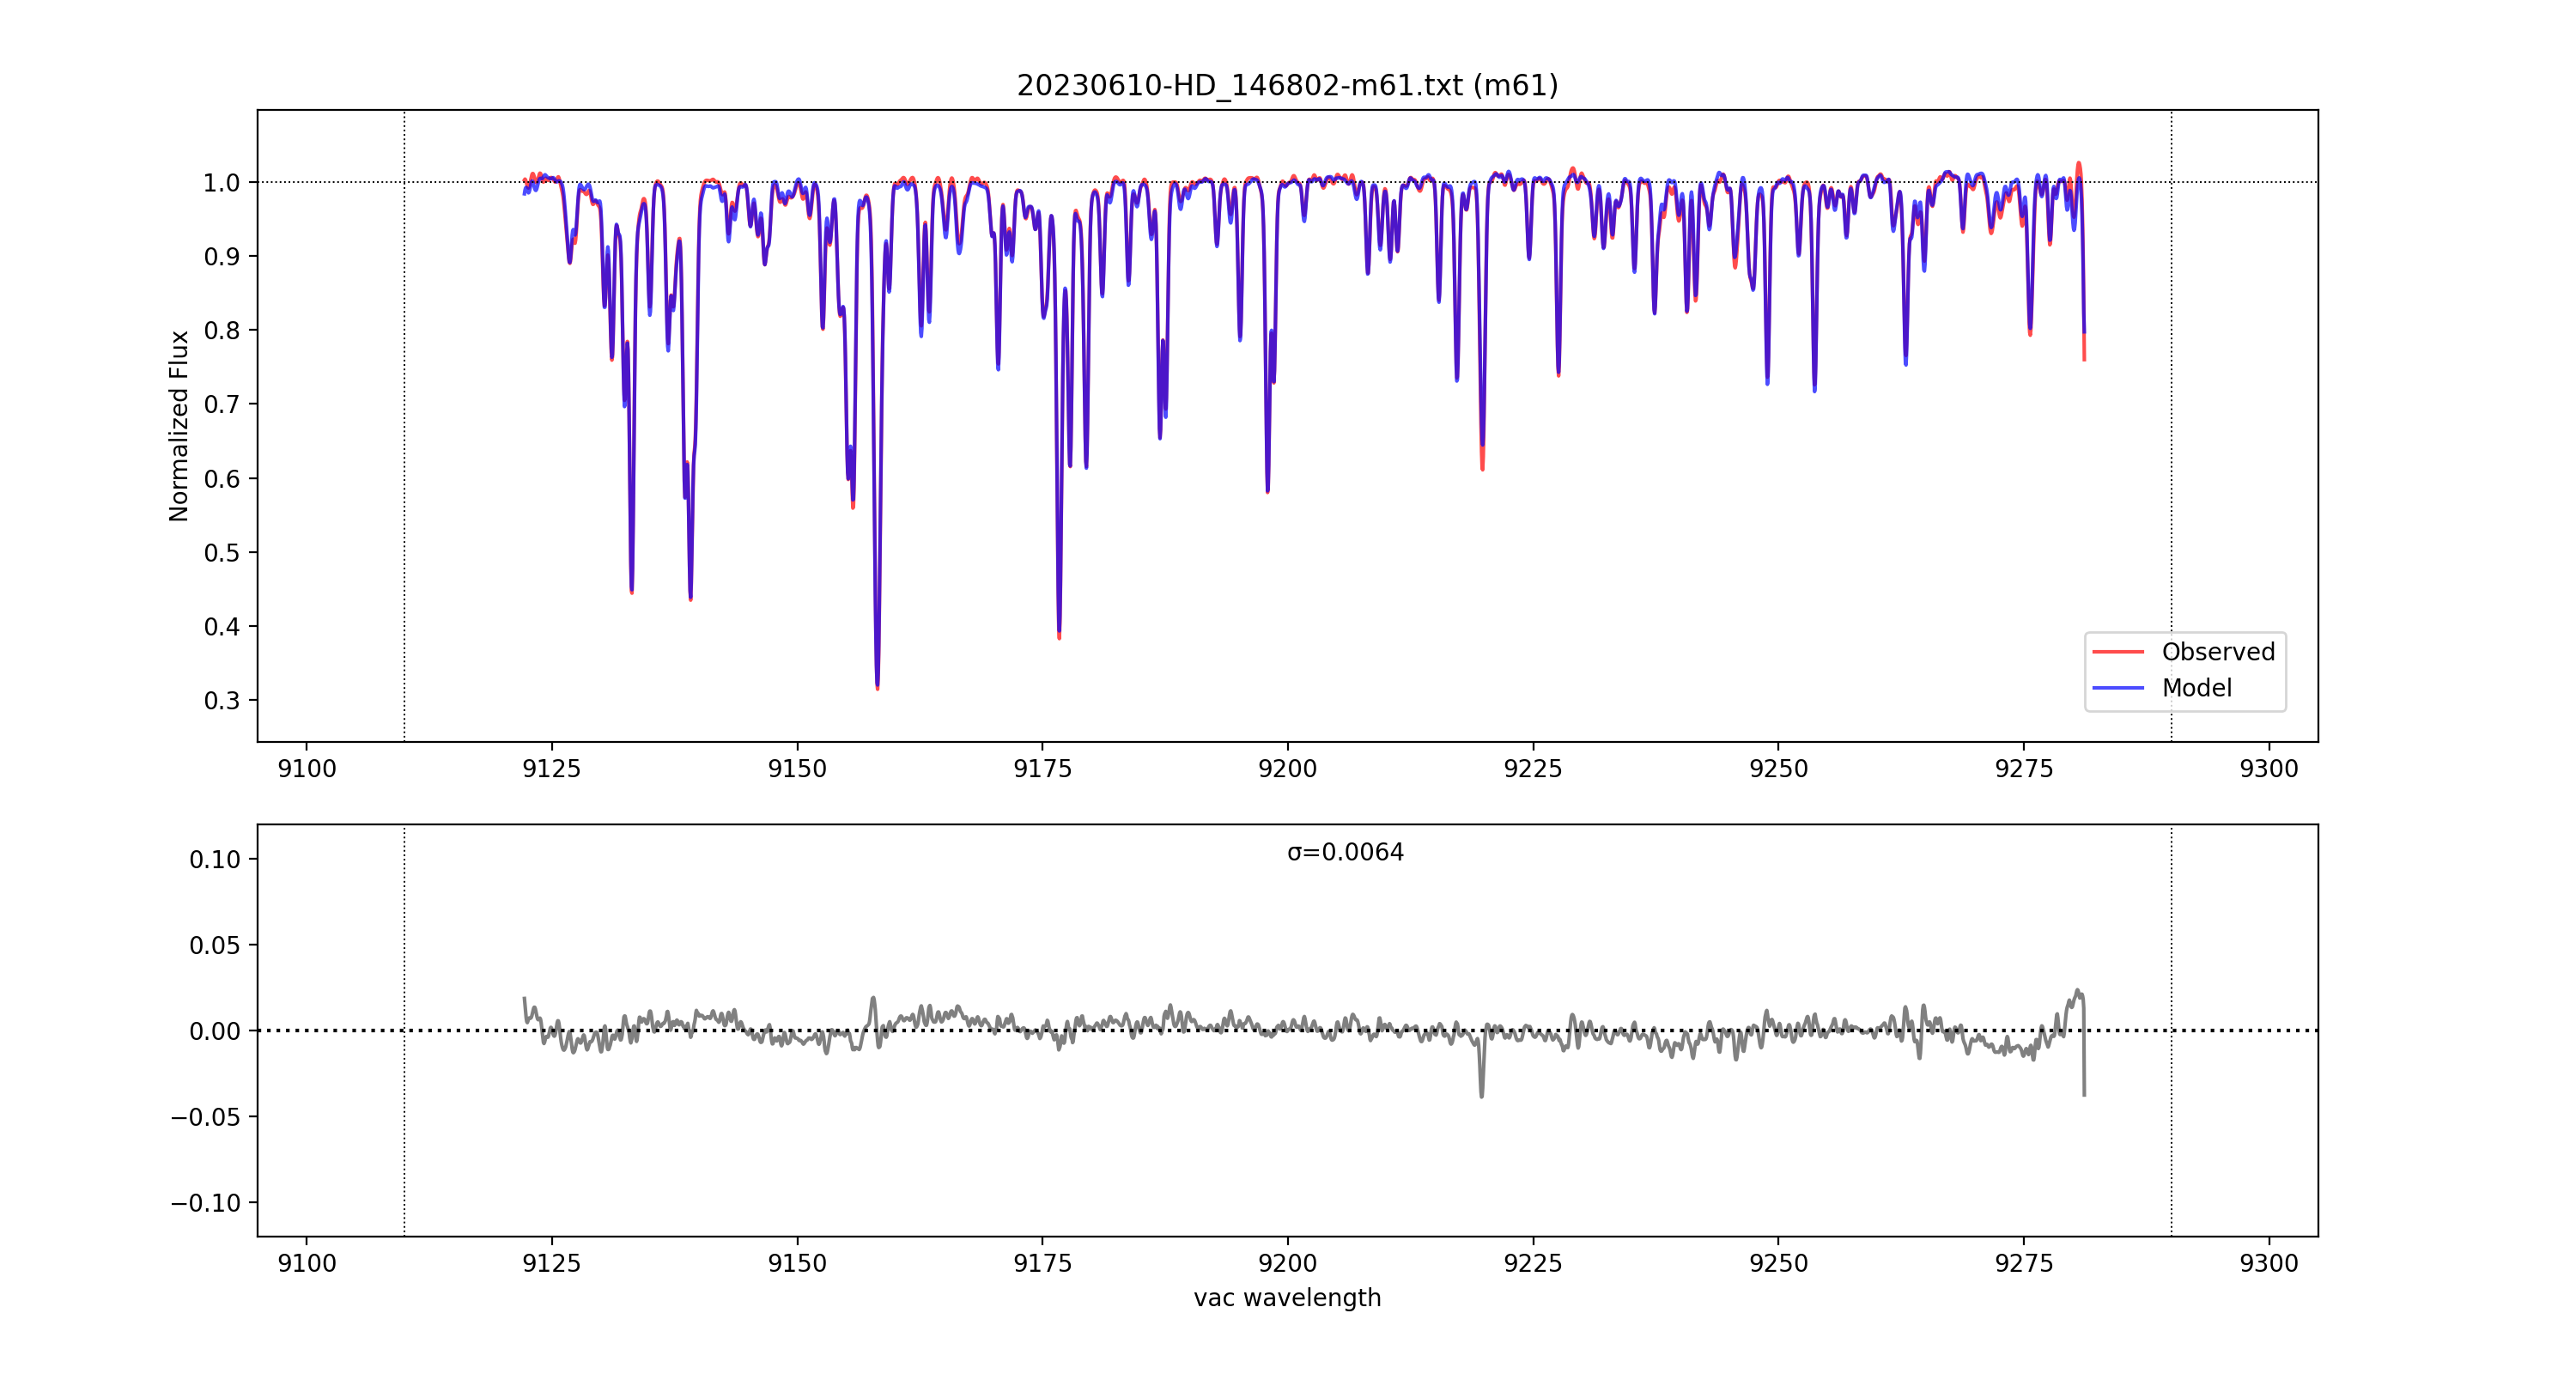 20230610-HD_146802-m61.txt (m61)
Normalized Flux
1.0
0.9
0.8
0.7
0.6
0.5
0.4
0.3
Observed
Model
9100 9125 9150 9175 9200 9225 9250 9275 9300
σ=0.0064
0.10
0.05
0.00
−0.05
−0.10
9100 9125 9150 9175 9200 9225 9250 9275 9300
vac wavelength